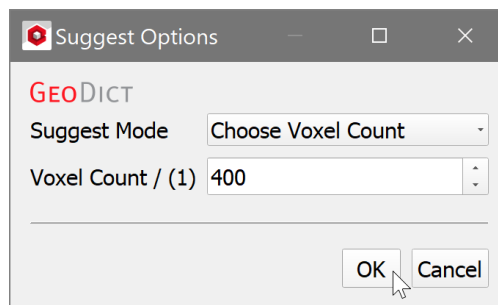 Suggest Options
GEODICT
Suggest Mode Choose Voxel Count
Voxel Count / (1) 400
OK Cancel